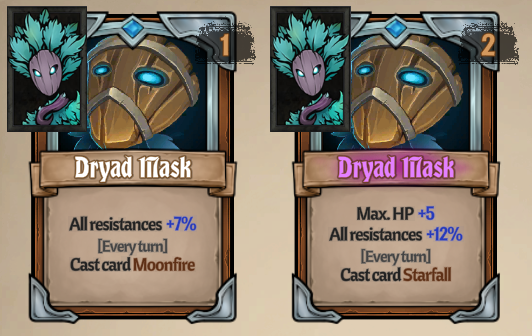 1
Dryad Mask
All resistances +7%
[Every turn]
Cast card Moonfire
2
Dryad Mask
Max. HP +5
All resistances +12%
[Every turn]
Cast card Starfall